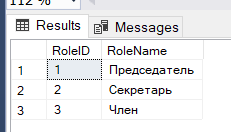 112 %
Results Messages
RoleID RoleName
1 1 Председатель
2 2 Секретарь
3 3 Член